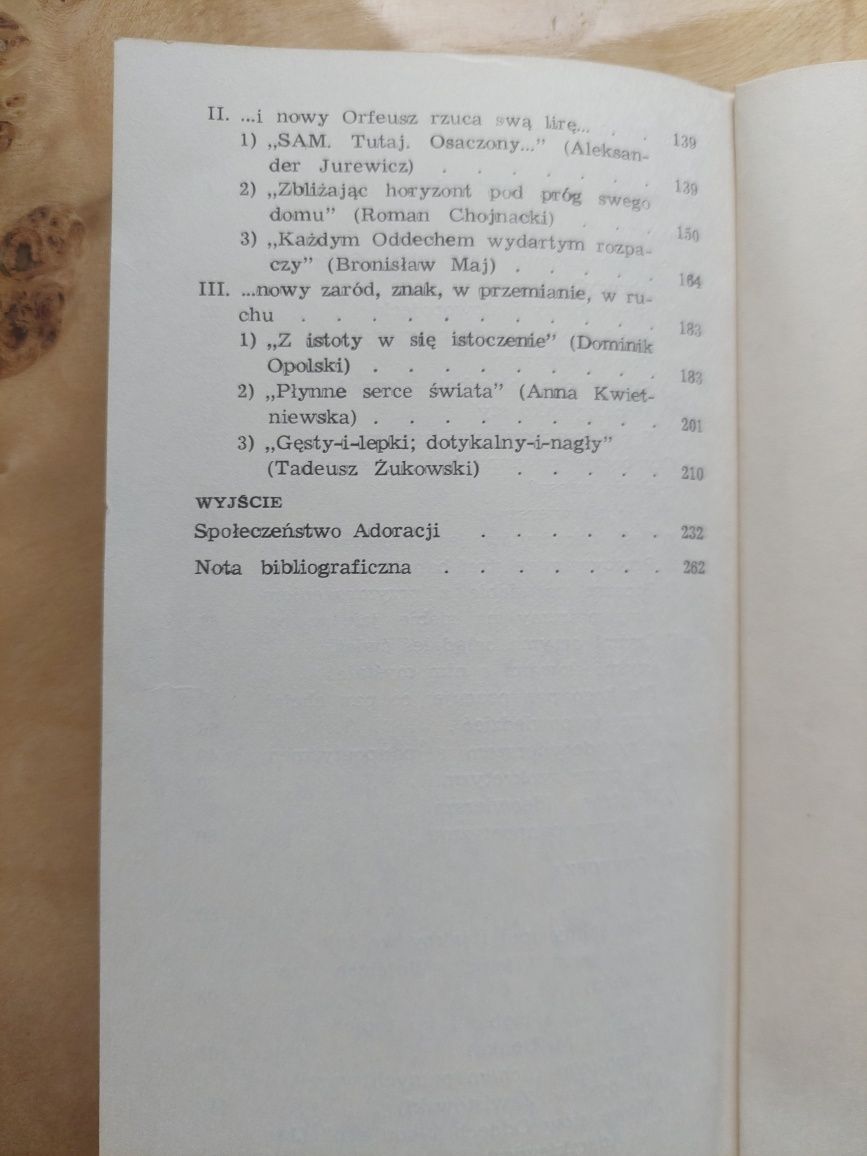 II. ...i nowy Orfeusz rzuca swą lirę... . . 139
1) „SAM. Tutaj. Osaczony...” (Aleksan-
der Jurewicz) . . . . . . . 139
2) „Zbliżając horyzont pod próg swego
domu” (Roman Chojnacki) . . . 150
3) „Każdym Oddechem wydartym rozpa-
czy” (Bronisław Maj) . . . . . 164
III. ...nowy zaród, znak, w przemianie, w ru-
chu . . . . . . . . . . 183
1) „Z istoty w się istoczenie” (Dominik
Opolski) . . . . . . . . . 183
2) „Płynne serce świata” (Anna Kwiet-
niewska) . . . . . . . . . 201
3) „Gęsty-i-lepki; dotykalny-i-nagły”
(Tadeusz Żukowski) . . . . . 210
WYJŚCIE
Społeczeństwo Adoracji . . . . . . 232
Nota bibliograficzna . . . . . . . 262